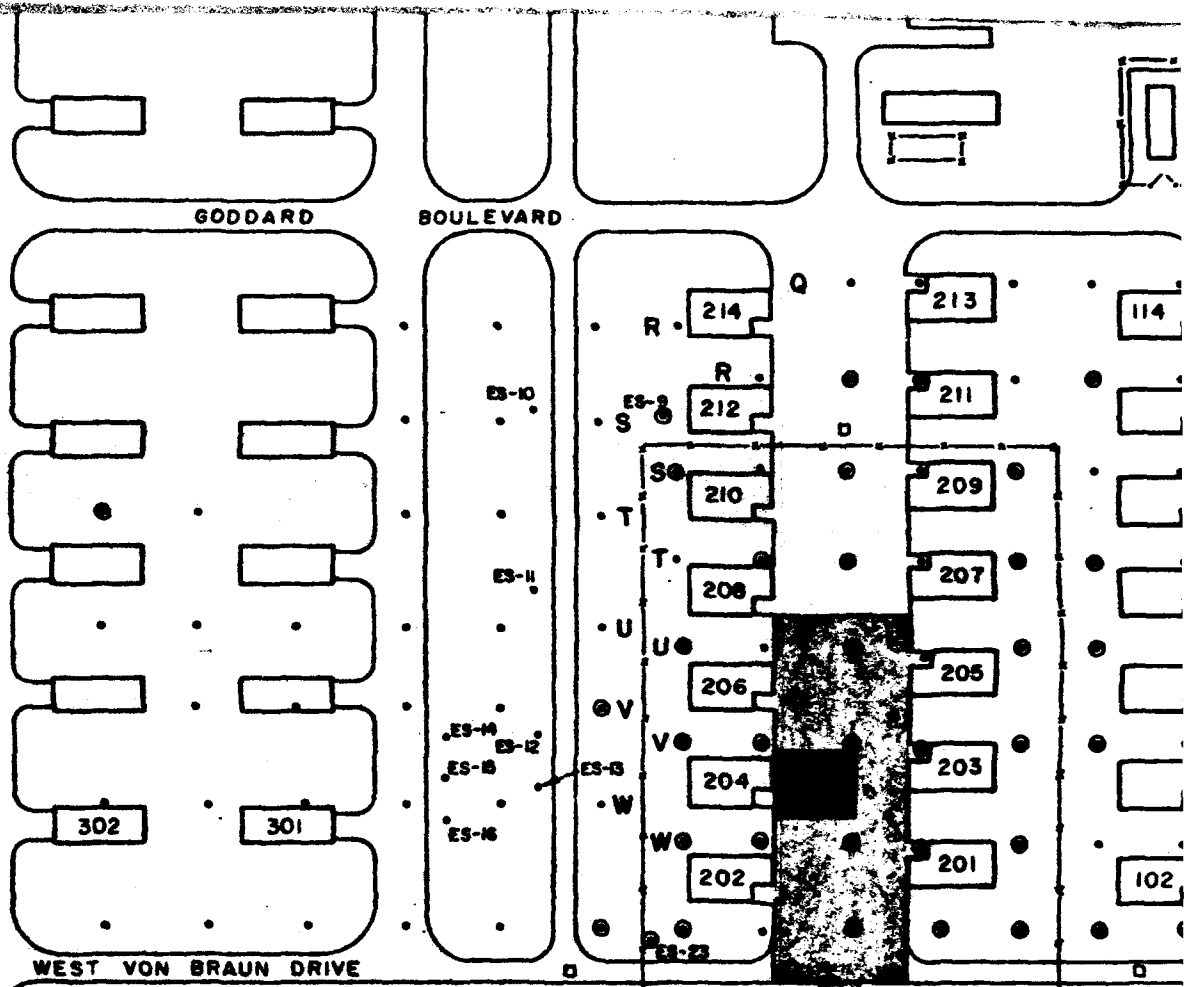 GODDARD BOULEVARD
Q
213
214
R
114
R
ES-10
ES-9
211
212
S
S
209
210
T
T
ES-11
207
208
U
U
205
206
V
ES-14
V
ES-12
203
ES-15
ES-13
204
W
302
301
ES-16
W
201
202
102
ES-23
WEST VON BRAUN DRIVE